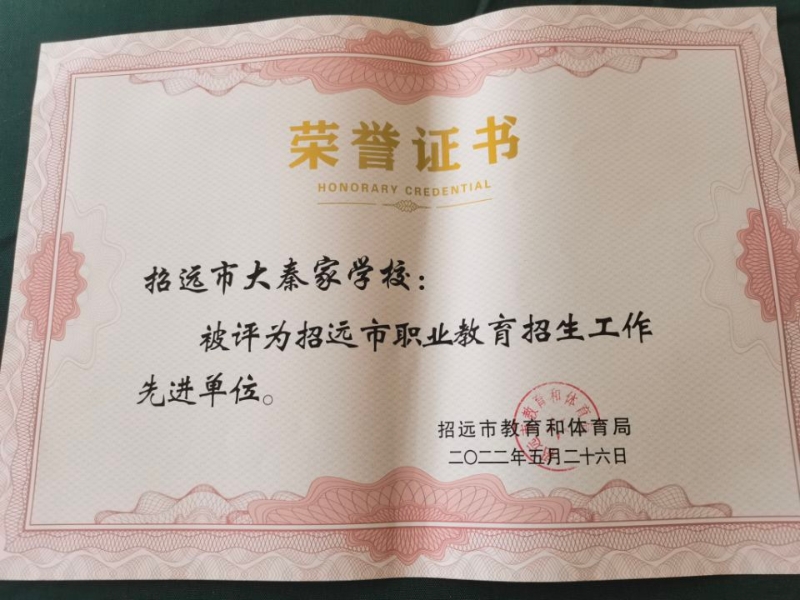 荣誉证书
HONORARY CREDENTIAL
招远市大秦家学校：
被评为招远市职业教育招生工作
先进单位。
招远市教育和体育局
二〇二二年五月二十六日